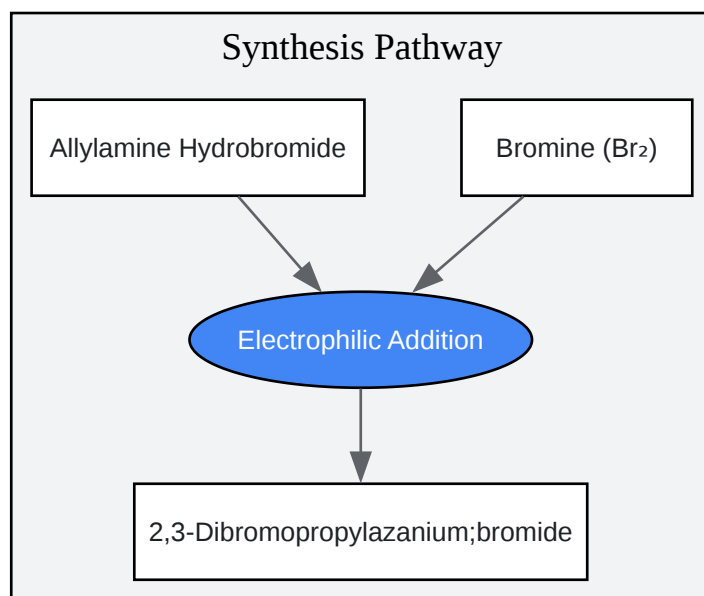 Synthesis Pathway
Allylamine Hydrobromide
Bromine (Br₂)
Electrophilic Addition
2,3-Dibromopropylazanium;bromide